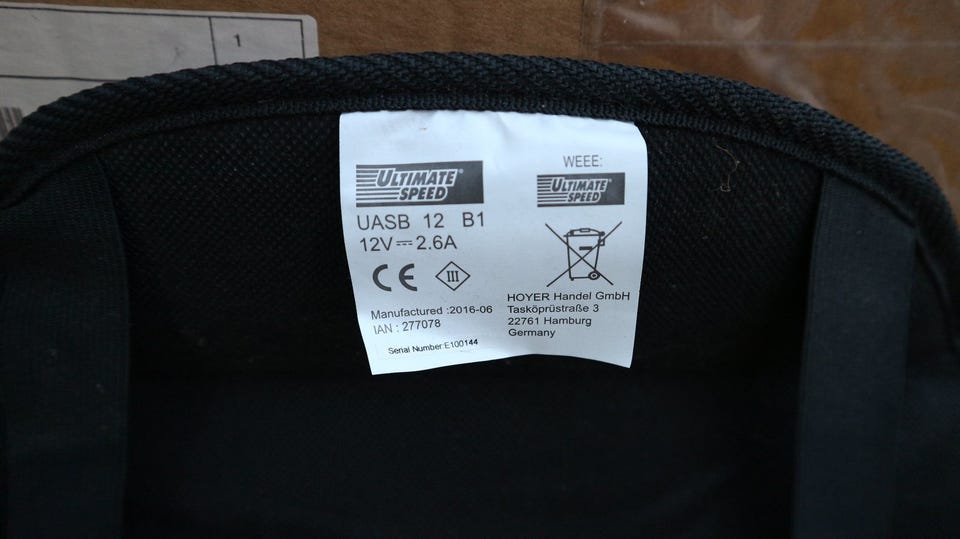 1
ULTIMATE
SPEED
UASB 12 B1
12V 2.6A
CE
III
Manufactured :2016-06
IAN : 277078
Serial Number:E100144
WEEE:
ULTIMATE
SPEED
HOYER Handel GmbH
Tasköprüstraße 3
22761 Hamburg
Germany